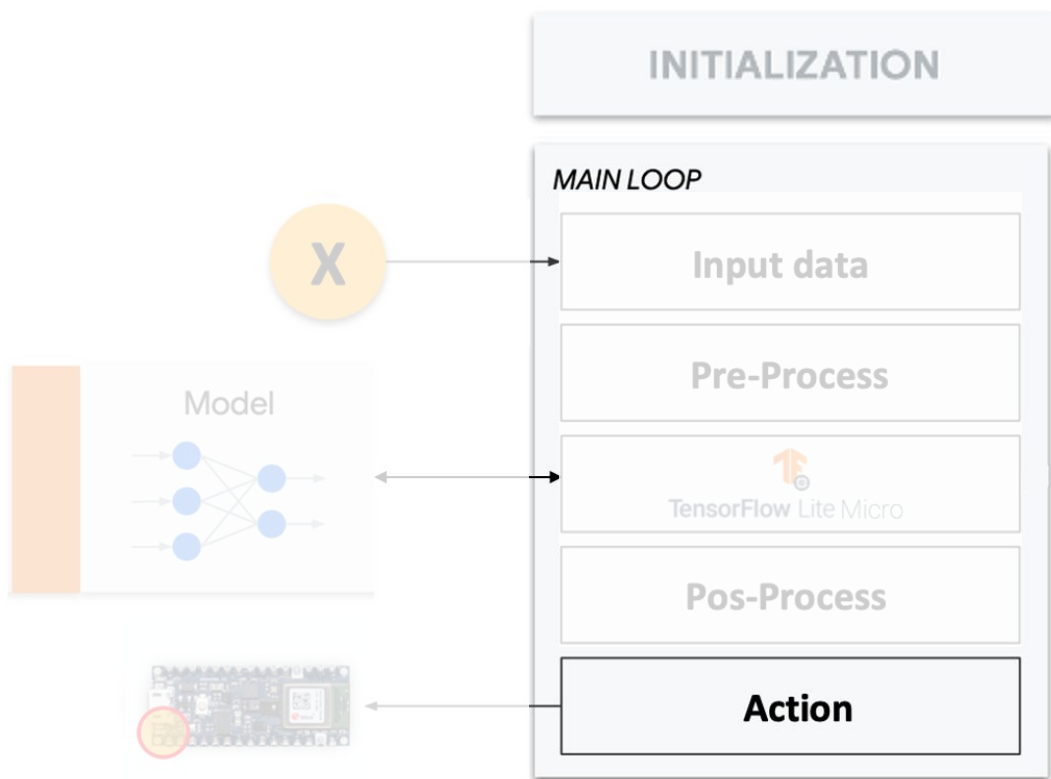 INITIALIZATION
MAIN LOOP
X
Input data
Pre-Process
Model
TensorFlow Lite Micro
Pos-Process
Action